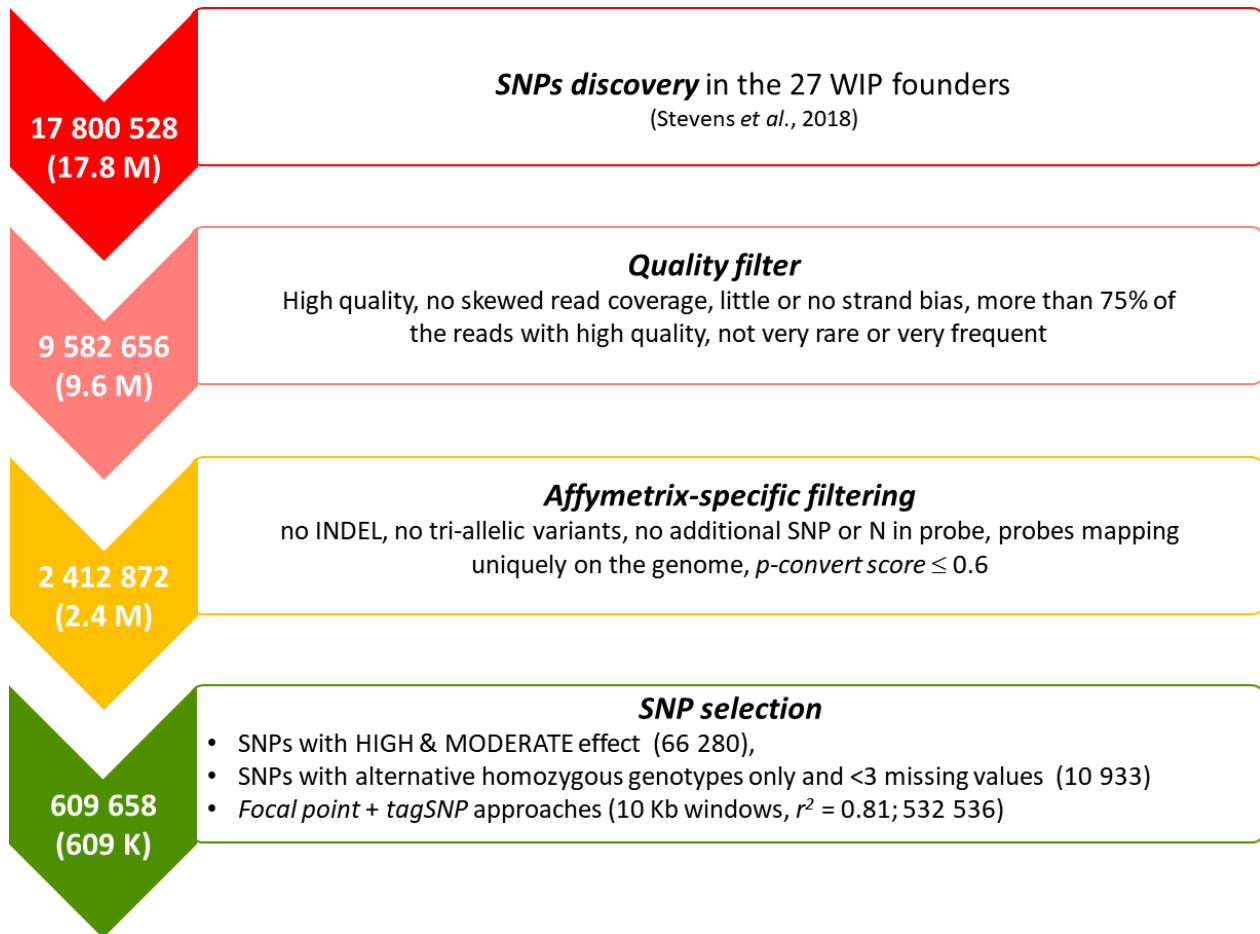 17 800 528
(17.8 M)
SNPs discovery in the 27 WIP founders
(Stevens et al., 2018)
9 582 656
(9.6 M)
Quality filter
High quality, no skewed read coverage, little or no strand bias, more than 75% of
the reads with high quality, not very rare or very frequent
2 412 872
(2.4 M)
Affymetrix-specific filtering
no INDEL, no tri-allelic variants, no additional SNP or N in probe, probes mapping
uniquely on the genome, p-convert score ≤ 0.6
609 658
(609 K)
SNP selection
• SNPs with HIGH & MODERATE effect (66 280),
• SNPs with alternative homozygous genotypes only and <3 missing values (10 933)
• Focal point + tagSNP approaches (10 Kb windows, r² = 0.81; 532 536)